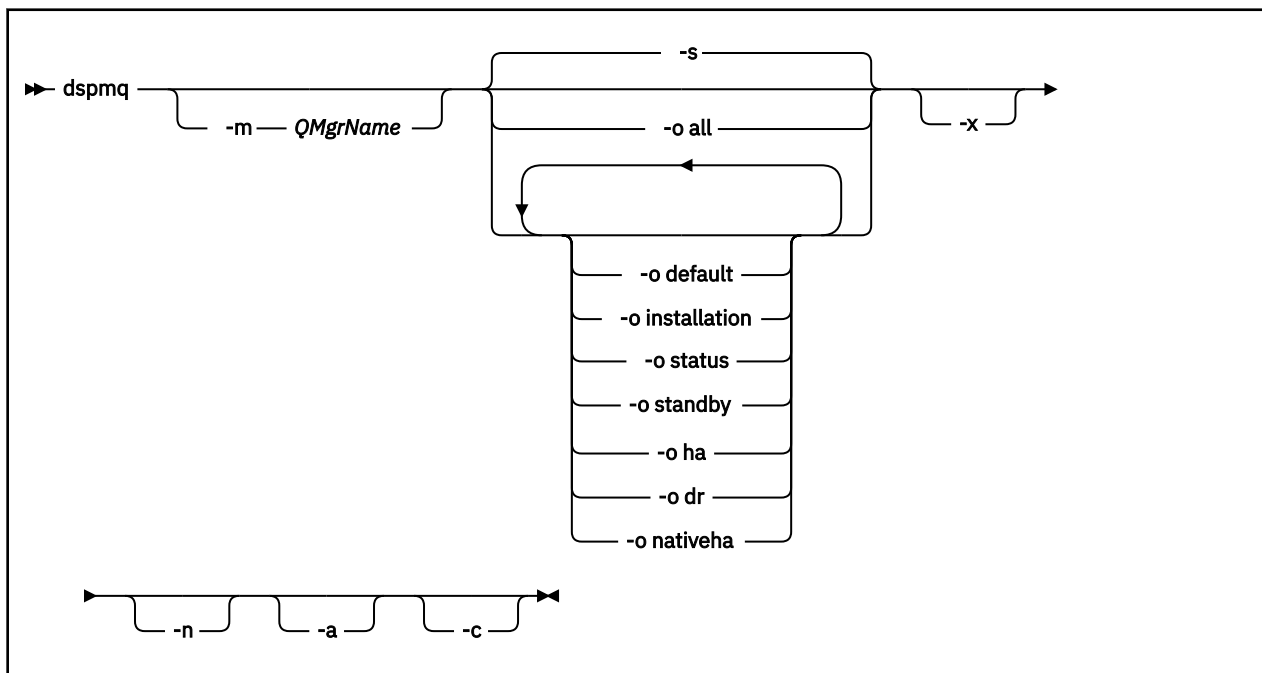 -s
dspmq
-m QMgrName
-o all
-x
-o default
-o installation
-o status
-o standby
-o ha
-o dr
-o nativeha
-n -a -c